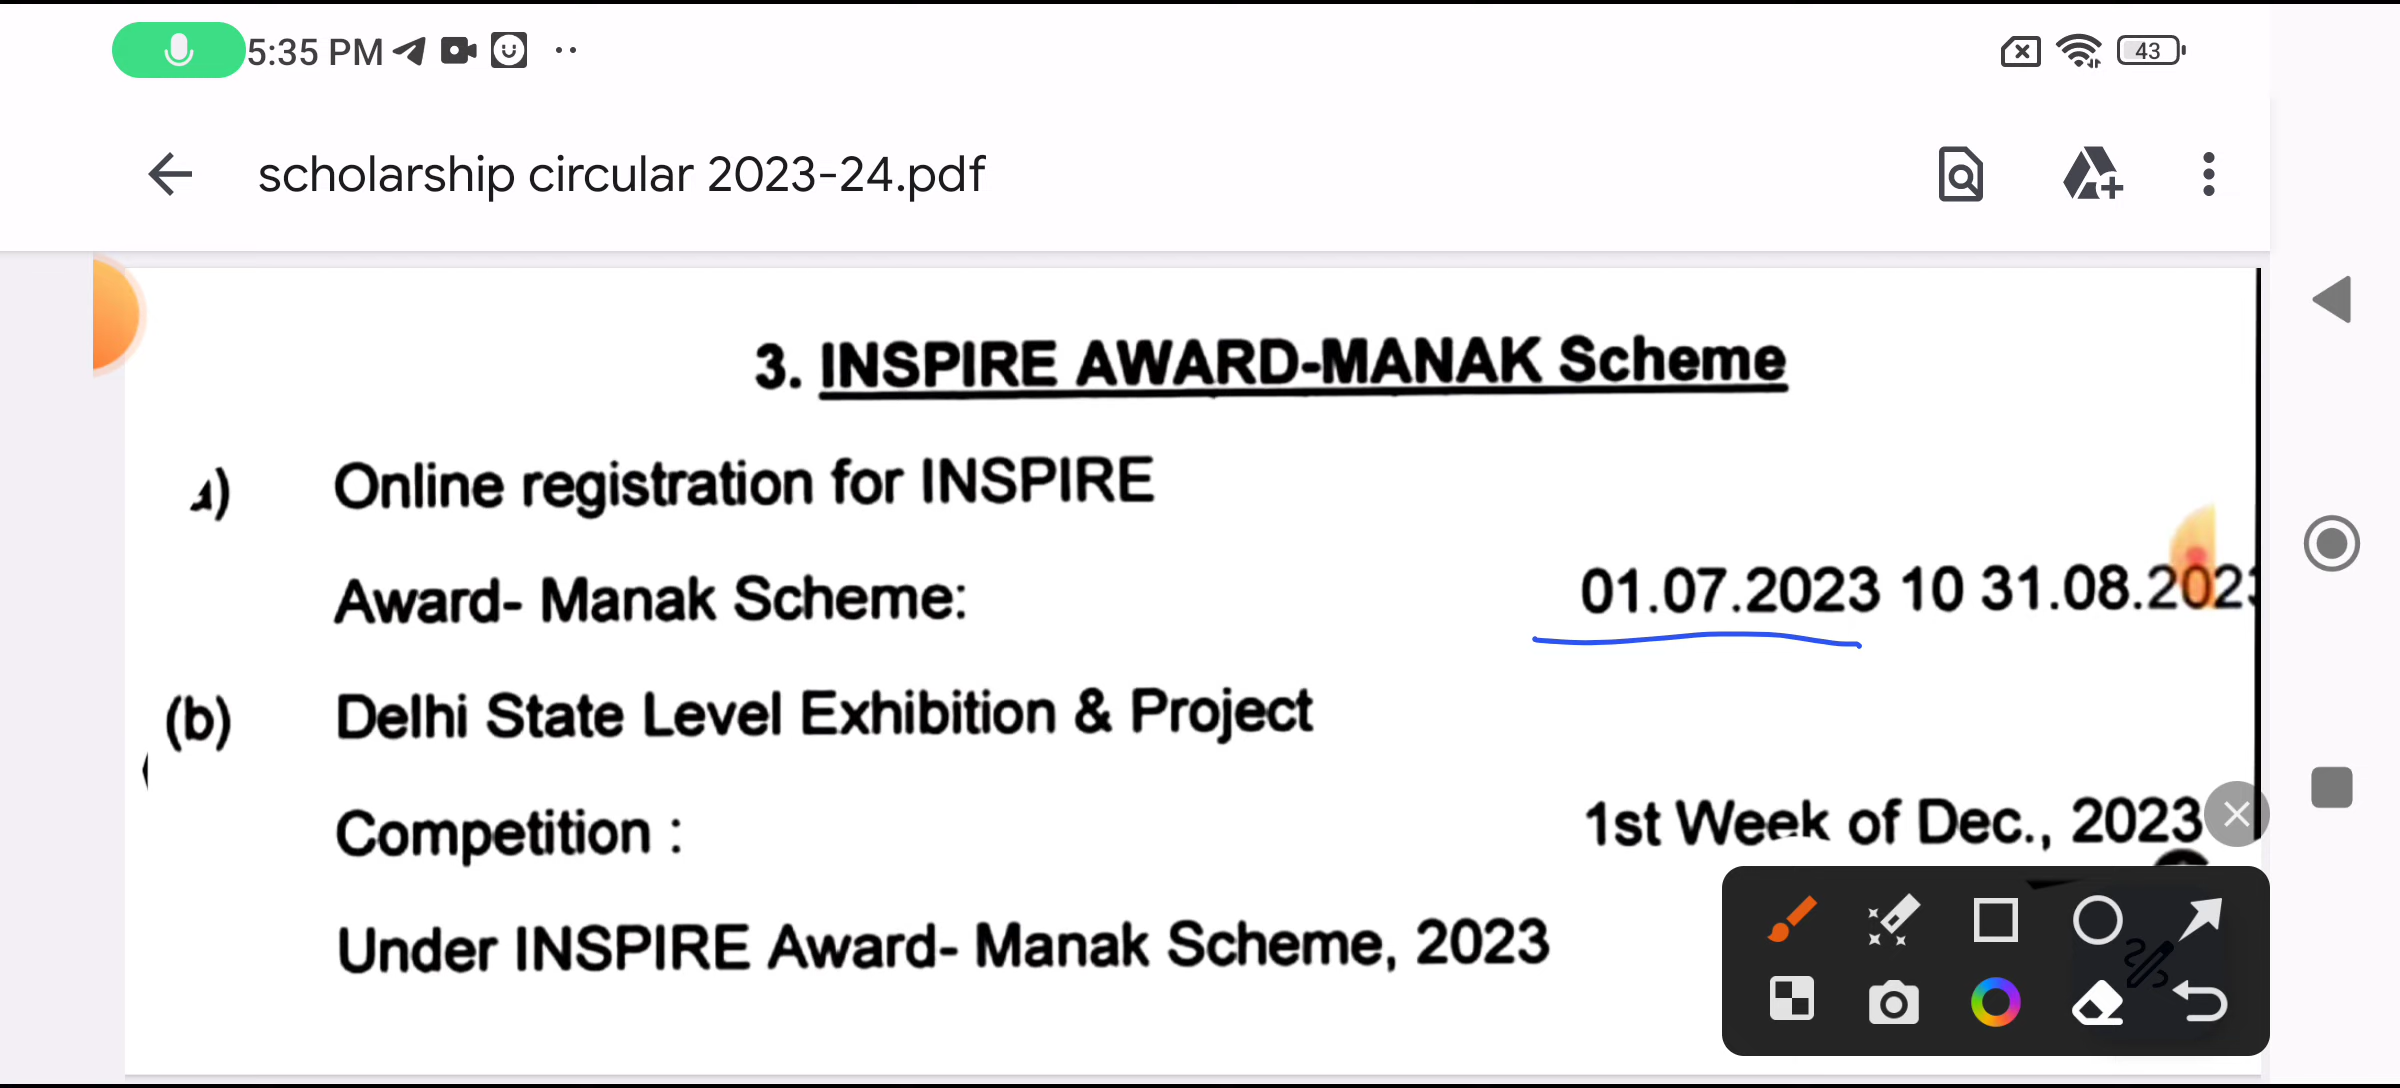 5:35 PM
43
scholarship circular 2023-24.pdf
3. INSPIRE AWARD-MANAK Scheme
a) Online registration for INSPIRE
Award- Manak Scheme: 01.07.2023 10 31.08.2023
(b) Delhi State Level Exhibition & Project
Competition : 1st Week of Dec., 2023
Under INSPIRE Award- Manak Scheme, 2023